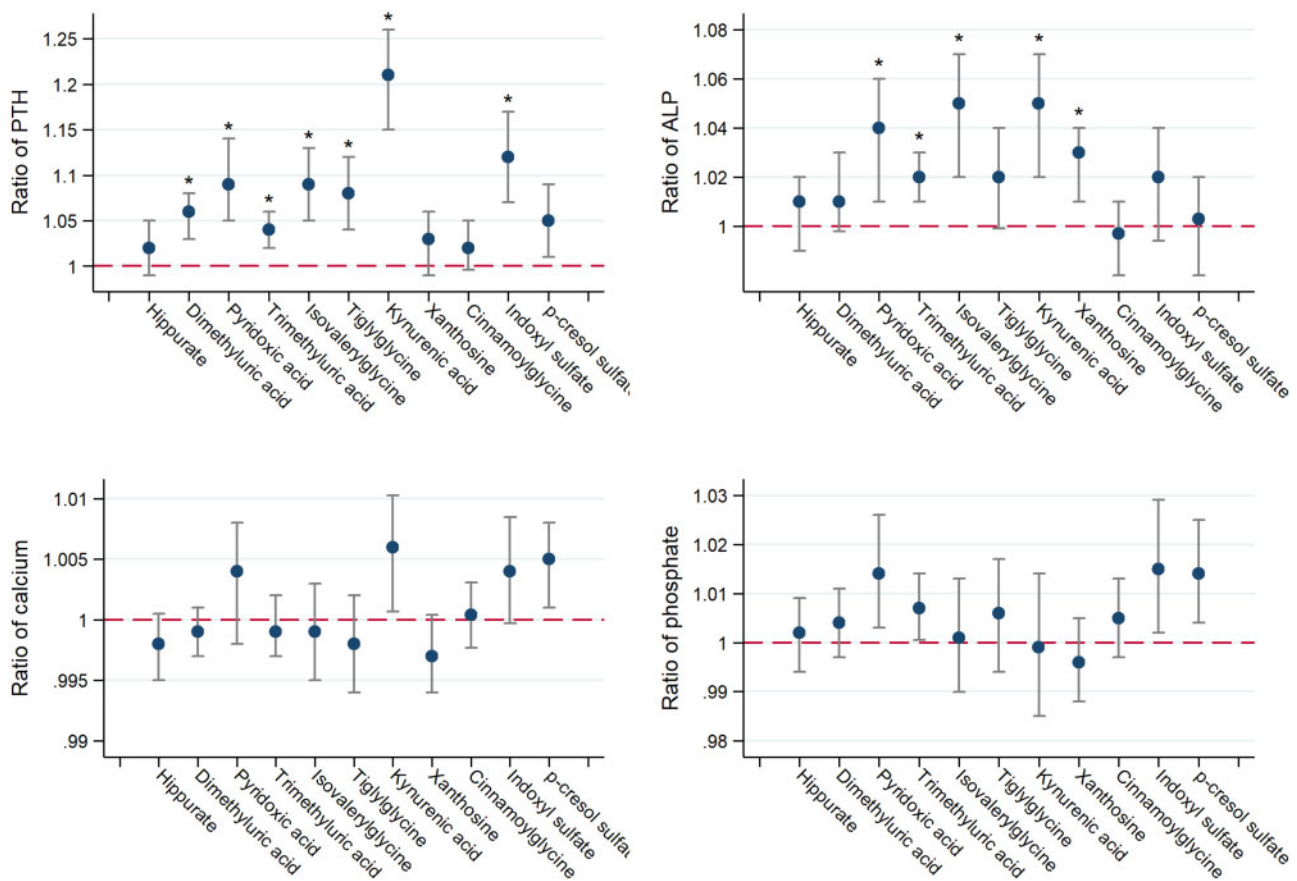 Ratio of PTH
1.25
1.2
1.15
1.1
1.05
1
*
*
*
*
*
*
*
*
Hippurate
Dimethyluric acid
Pyridoxic acid
Trimethyluric acid
Isovalerylglycine
Tiglylglycine
Kynurenic acid
Xanthosine
Cinnamoylglycine
Indoxyl sulfate
p-cresol sulfate
Ratio of ALP
1.08
1.06
1.04
1.02
1
*
*
*
*
*
Hippurate
Dimethyluric acid
Pyridoxic acid
Trimethyluric acid
Isovalerylglycine
Tiglylglycine
Kynurenic acid
Xanthosine
Cinnamoylglycine
Indoxyl sulfate
p-cresol sulfate
Ratio of calcium
1.01
1.005
1
.995
.99
Hippurate
Dimethyluric acid
Pyridoxic acid
Trimethyluric acid
Isovalerylglycine
Tiglylglycine
Kynurenic acid
Xanthosine
Cinnamoylglycine
Indoxyl sulfate
p-cresol sulfat
Ratio of phosphate
1.03
1.02
1.01
1
.99
.98
Hippurate
Dimethyluric acid
Pyridoxic acid
Trimethyluric acid
Isovalerylglycine
Tiglylglycine
Kynurenic acid
Xanthosine
Cinnamoylglycine
Indoxyl sulfate
p-cresol sulfate